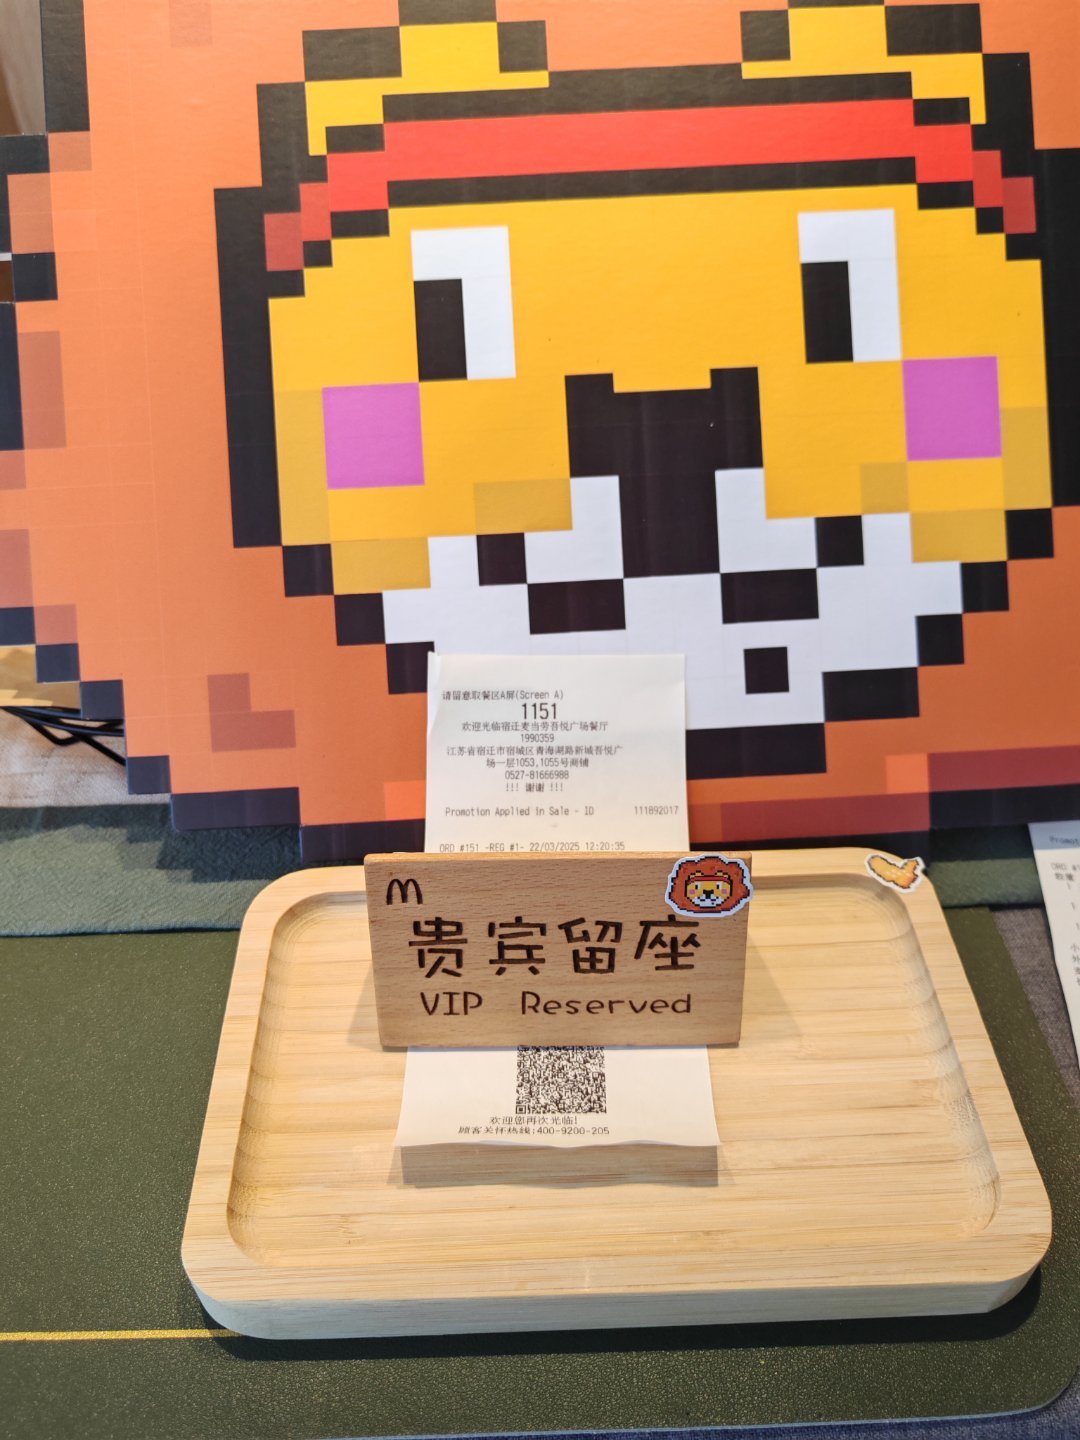 请留意取餐区A屏(Screen A)
1151
欢迎光临宿迁麦当劳吾悦广场餐厅
1990359
江苏省宿迁市宿城区青海湖路新城吾悦广
场一层1053,1055号商铺
0527-81666988
!!! 谢谢 !!!
Promotion Applied in Sale - ID 111892017
ORD #151 -REG #1- 22/03/2025 12:20:35
M
贵宾留座
VIP Reserved
欢迎您再次光临!
顾客关怀热线:400-9200-205
Promot
ORD #
数量